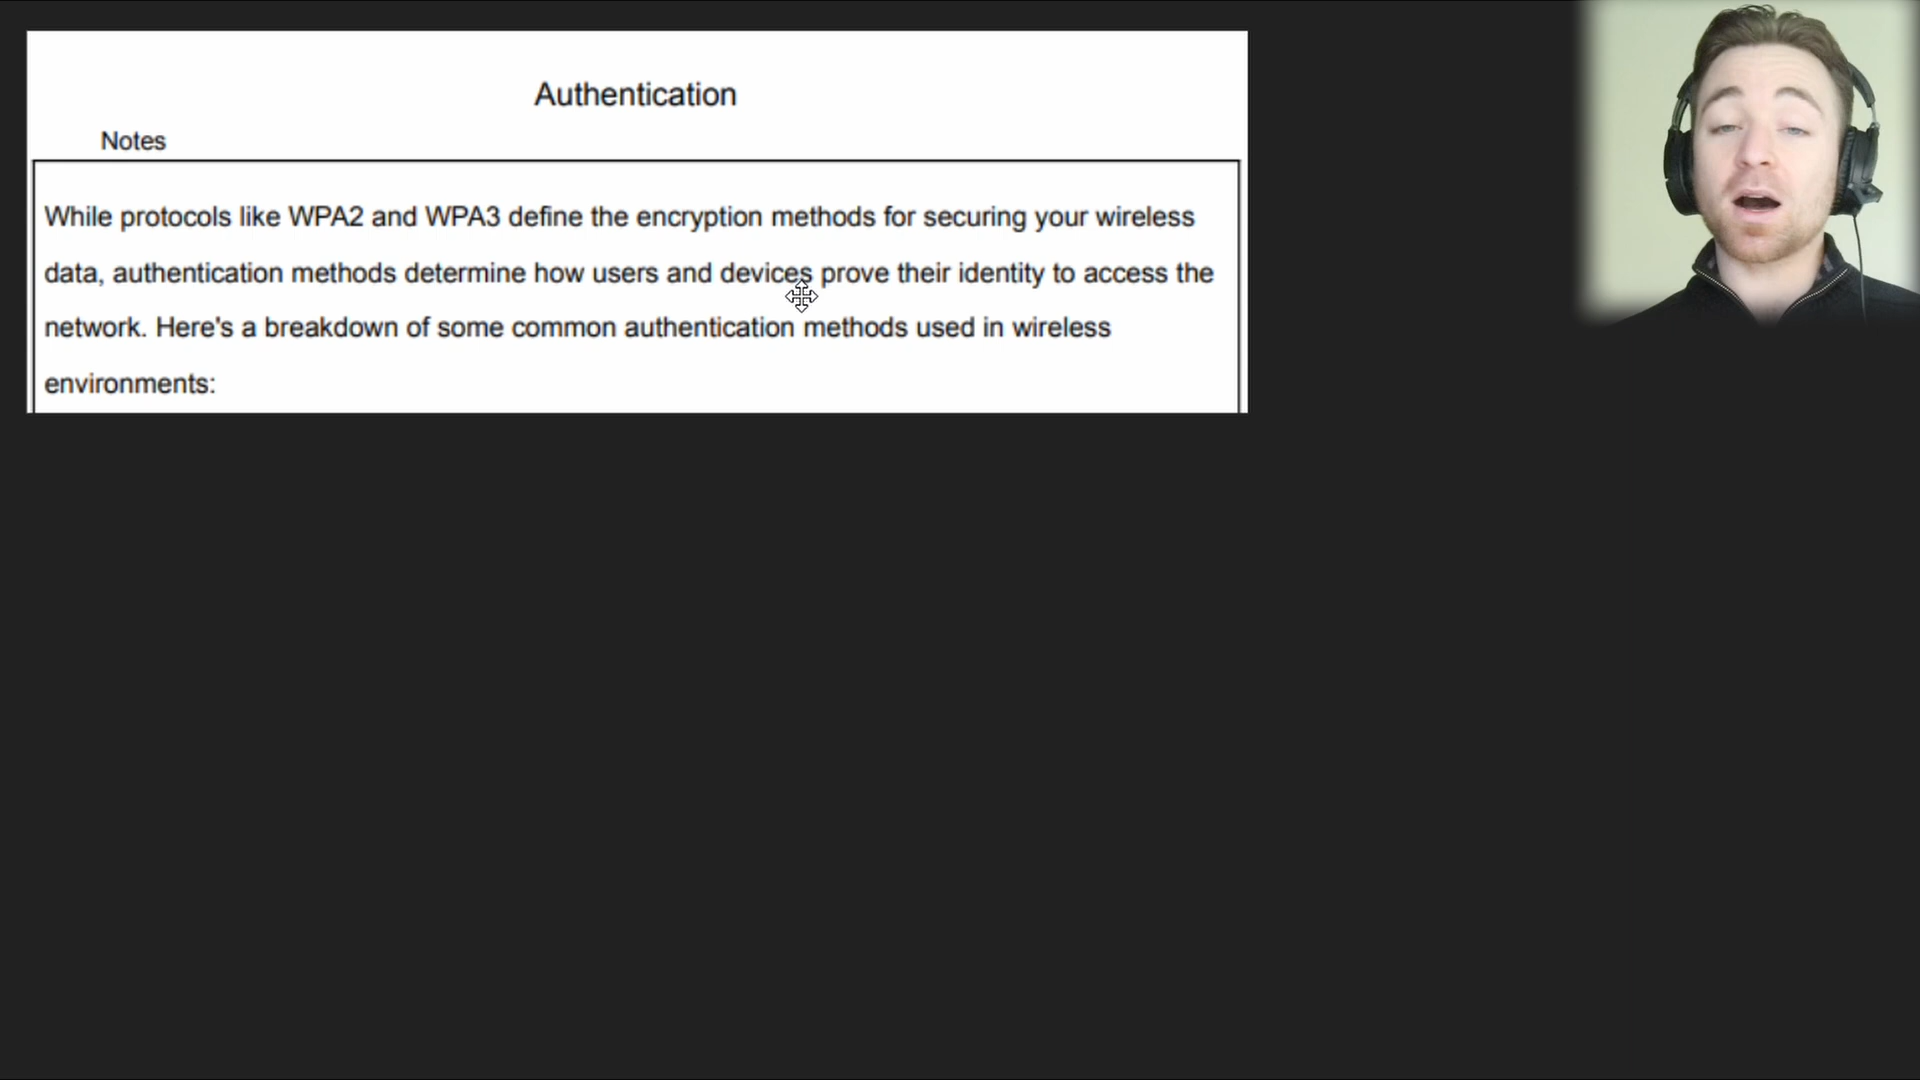 Authentication
Notes
While protocols like WPA2 and WPA3 define the encryption methods for securing your wireless
data, authentication methods determine how users and devices prove their identity to access the
network. Here's a breakdown of some common authentication methods used in wireless
environments: